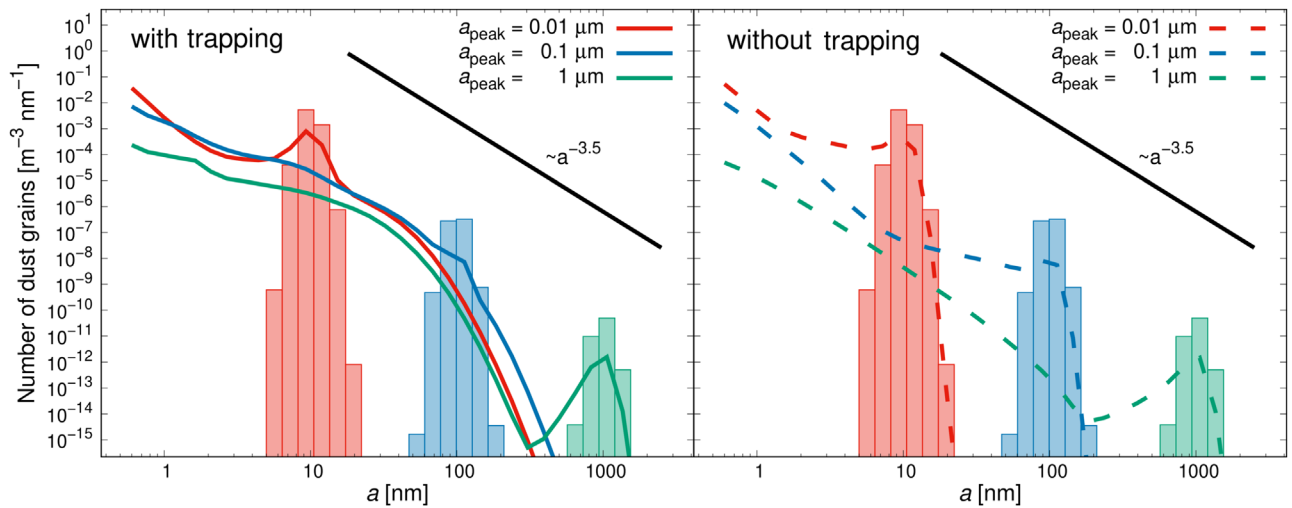 with trapping
a_peak = 0.01 μm
a_peak = 0.1 μm
a_peak = 1 μm
~a^−3.5
Number of dust grains [m^−3 nm^−1]
10^1
10^0
10^−1
10^−2
10^−3
10^−4
10^−5
10^−6
10^−7
10^−8
10^−9
10^−10
10^−11
10^−12
10^−13
10^−14
10^−15
1 10 100 1000
a [nm]
without trapping
a_peak = 0.01 μm
a_peak = 0.1 μm
a_peak = 1 μm
~a^−3.5
1 10 100 1000
a [nm]